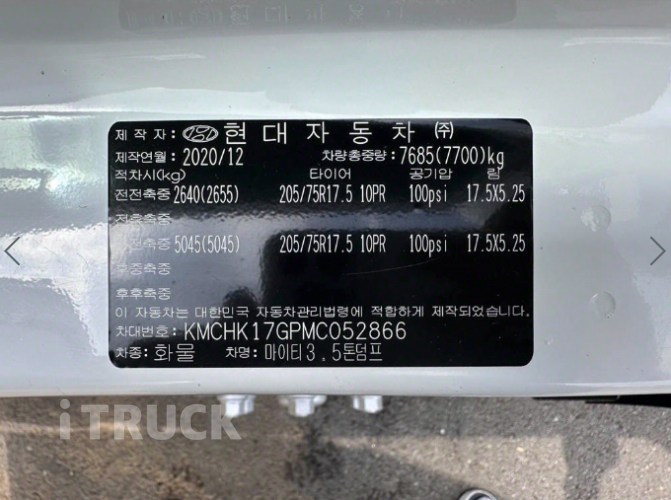 제 작 자 : 현 대 자 동 차 ㈜
제작연월 : 2020/12 차량총중량 : 7685(7700)kg
적차시(kg) 타이어 공기압 림
전전축중 2640(2655) 205/75R17.5 10PR 100psi 17.5X5.25
전후축중
후전축중 5045(5045) 205/75R17.5 10PR 100psi 17.5X5.25
후중축중
후후축중
이 자동차는 대한민국 자동차관리법령에 적합하게 제작되었습니다.
차대번호 : KMCHK17GPMC052866
차종 : 화물 차명 : 마이티3.5톤덤프
iTRUCK